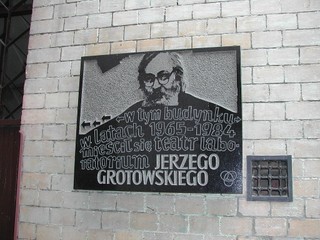 w tym budynku
w latach 1965-1984
mieścił się teatr labo-
ratorium JERZEGO
GROTOWSKIEGO